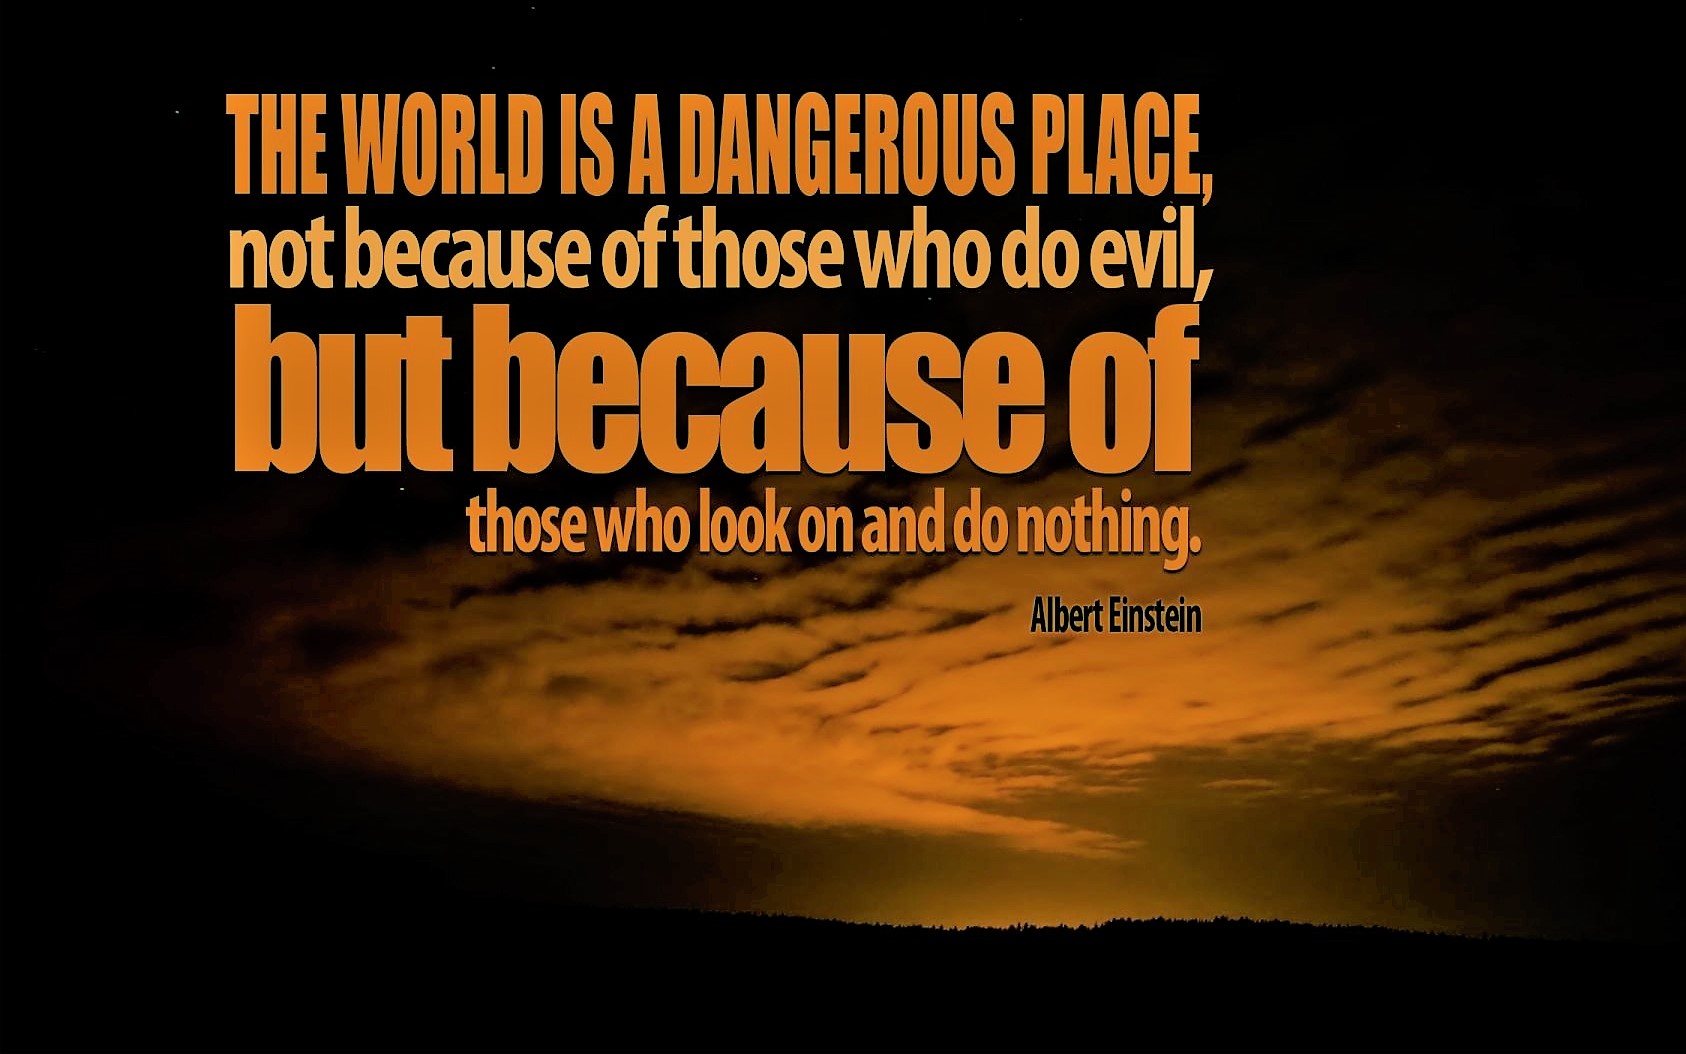 THE WORLD IS A DANGEROUS PLACE,
not because of those who do evil,
but because of
those who look on and do nothing.
Albert Einstein